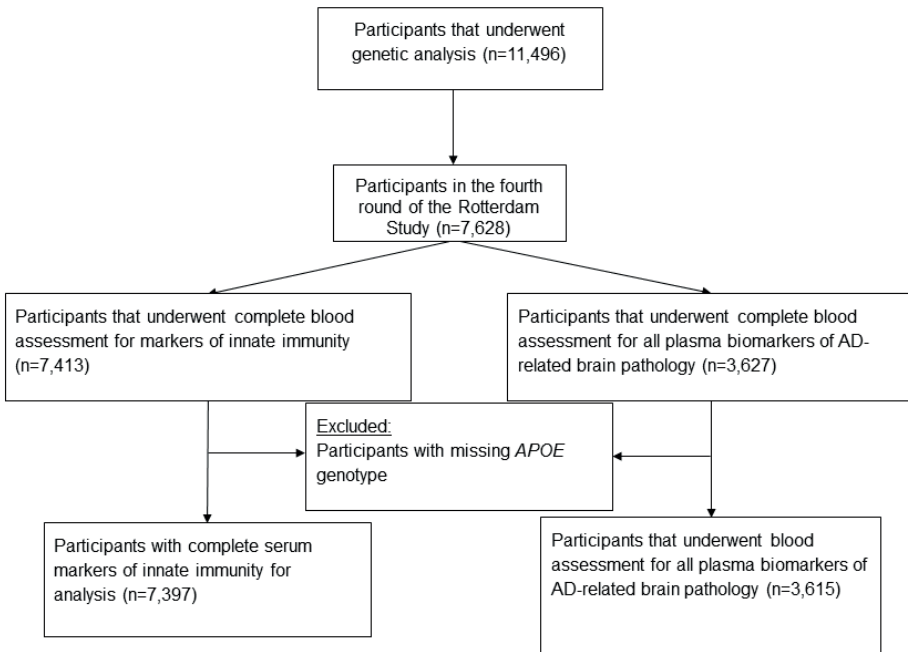 Participants that underwent
genetic analysis (n=11,496)
Participants in the fourth
round of the Rotterdam
Study (n=7,628)
Participants that underwent complete blood
assessment for markers of innate immunity
(n=7,413)
Participants that underwent complete blood
assessment for all plasma biomarkers of AD-
related brain pathology (n=3,627)
Excluded:
Participants with missing APOE
genotype
Participants with complete serum
markers of innate immunity for
analysis (n=7,397)
Participants that underwent blood
assessment for all plasma biomarkers of
AD-related brain pathology (n=3,615)